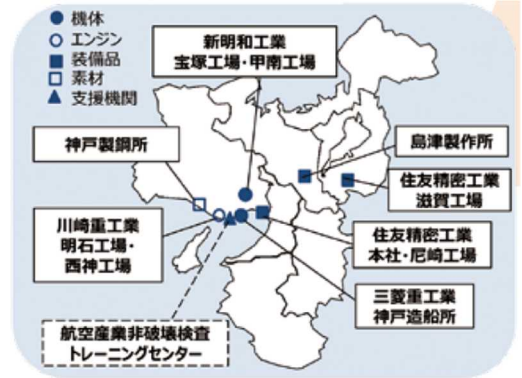 機体
エンジン
装備品
素材
支援機関
新明和工業
宝塚工場・甲南工場
神戸製鋼所
島津製作所
住友精密工業
滋賀工場
川崎重工業
明石工場・
西神工場
住友精密工業
本社・尼崎工場
三菱重工業
神戸造船所
航空産業非破壊検査
トレーニングセンター